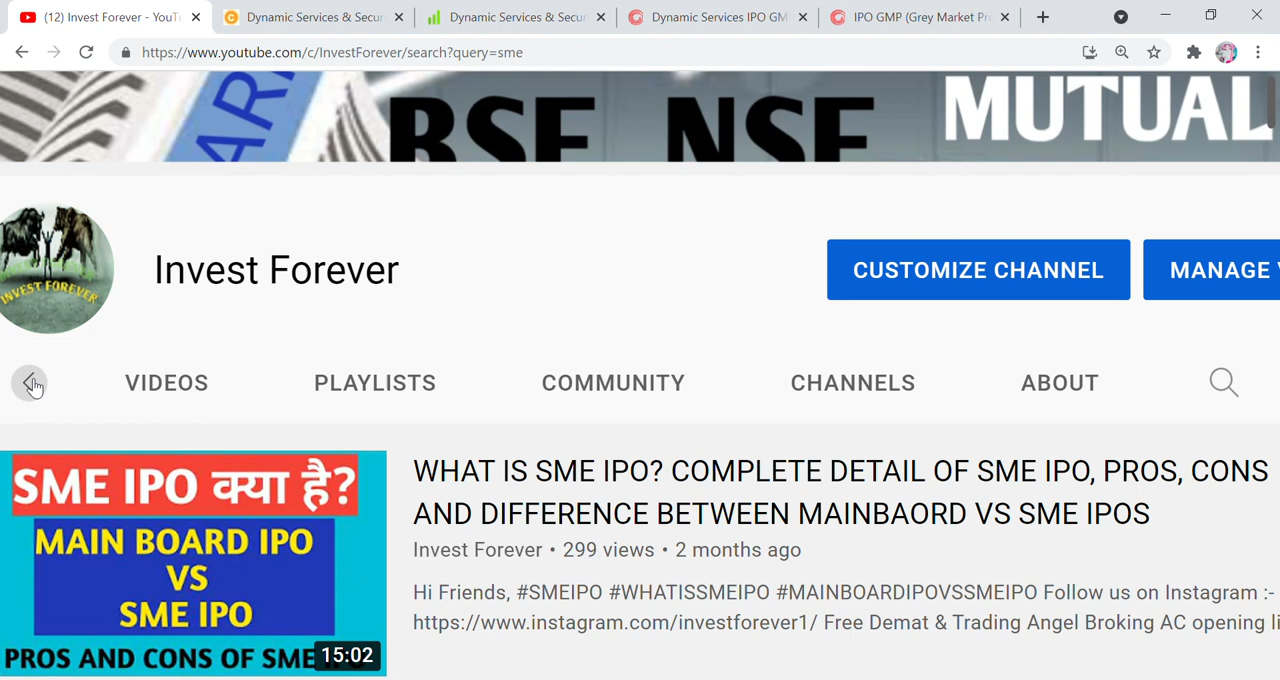 (12) Invest Forever - YouT
Dynamic Services & Secur
Dynamic Services & Secur
Dynamic Services IPO GM
IPO GMP (Grey Market Pr
https://www.youtube.com/c/InvestForever/search?query=sme
BSE NSE
MUTUAL
INVEST FOREVER
Invest Forever
CUSTOMIZE CHANNEL
MANAGE
VIDEOS
PLAYLISTS
COMMUNITY
CHANNELS
ABOUT
SME IPO क्या है?
MAIN BOARD IPO
VS
SME IPO
PROS AND CONS OF SME
15:02
WHAT IS SME IPO? COMPLETE DETAIL OF SME IPO, PROS, CONS
AND DIFFERENCE BETWEEN MAINBAORD VS SME IPOS
Invest Forever • 299 views • 2 months ago
Hi Friends, #SMEIPO #WHATISSMEIPO #MAINBOARDIPOVSSMEIPO Follow us on Instagram :-
https://www.instagram.com/investforever1/ Free Demat & Trading Angel Broking AC opening li